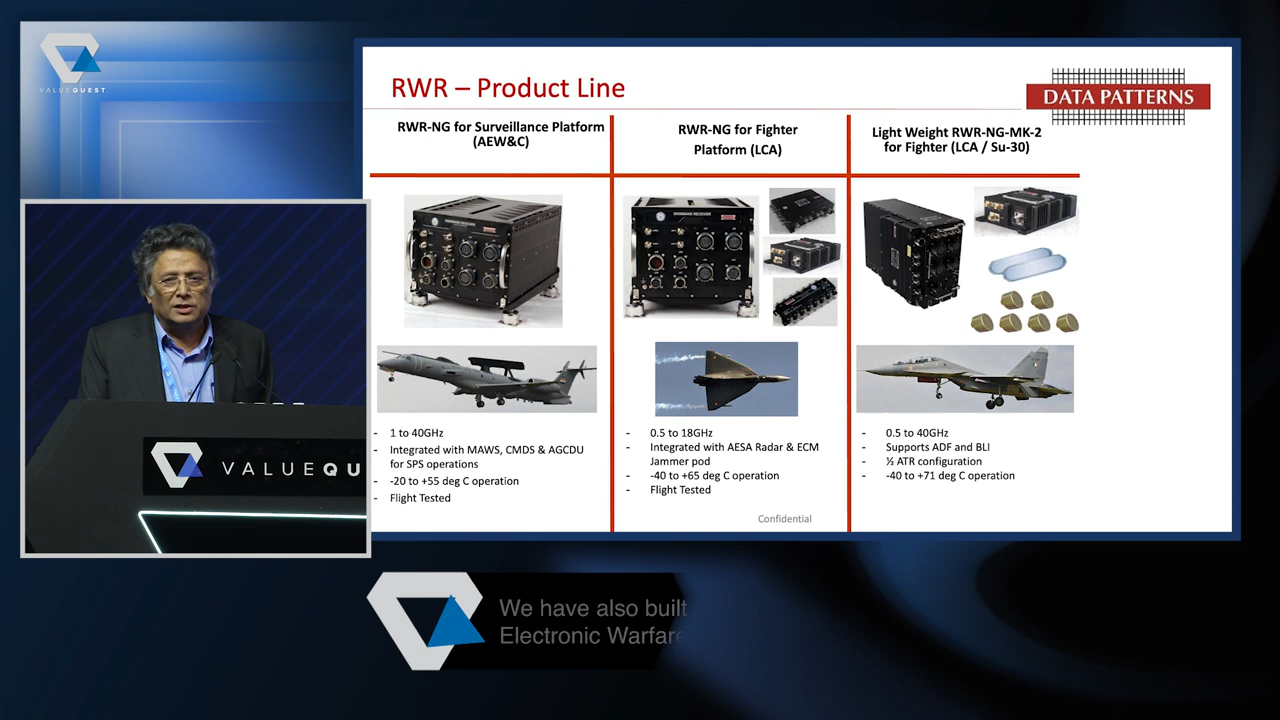 VALUEQUEST
RWR – Product Line
DATA PATTERNS
RWR-NG for Surveillance Platform
(AEW&C)
RWR-NG for Fighter
Platform (LCA)
Light Weight RWR-NG-MK-2
for Fighter (LCA / Su-30)
WIDEBAND RECEIVER
- 1 to 40GHz
- Integrated with MAWS, CMDS & AGCDU
for SPS operations
- -20 to +55 deg C operation
- Flight Tested
- 0.5 to 18GHz
- Integrated with AESA Radar & ECM
Jammer pod
- -40 to +65 deg C operation
- Flight Tested
- 0.5 to 40GHz
- Supports ADF and BLI
- ½ ATR configuration
- -40 to +71 deg C operation
Confidential
VALUEQU
We have also built
Electronic Warfare